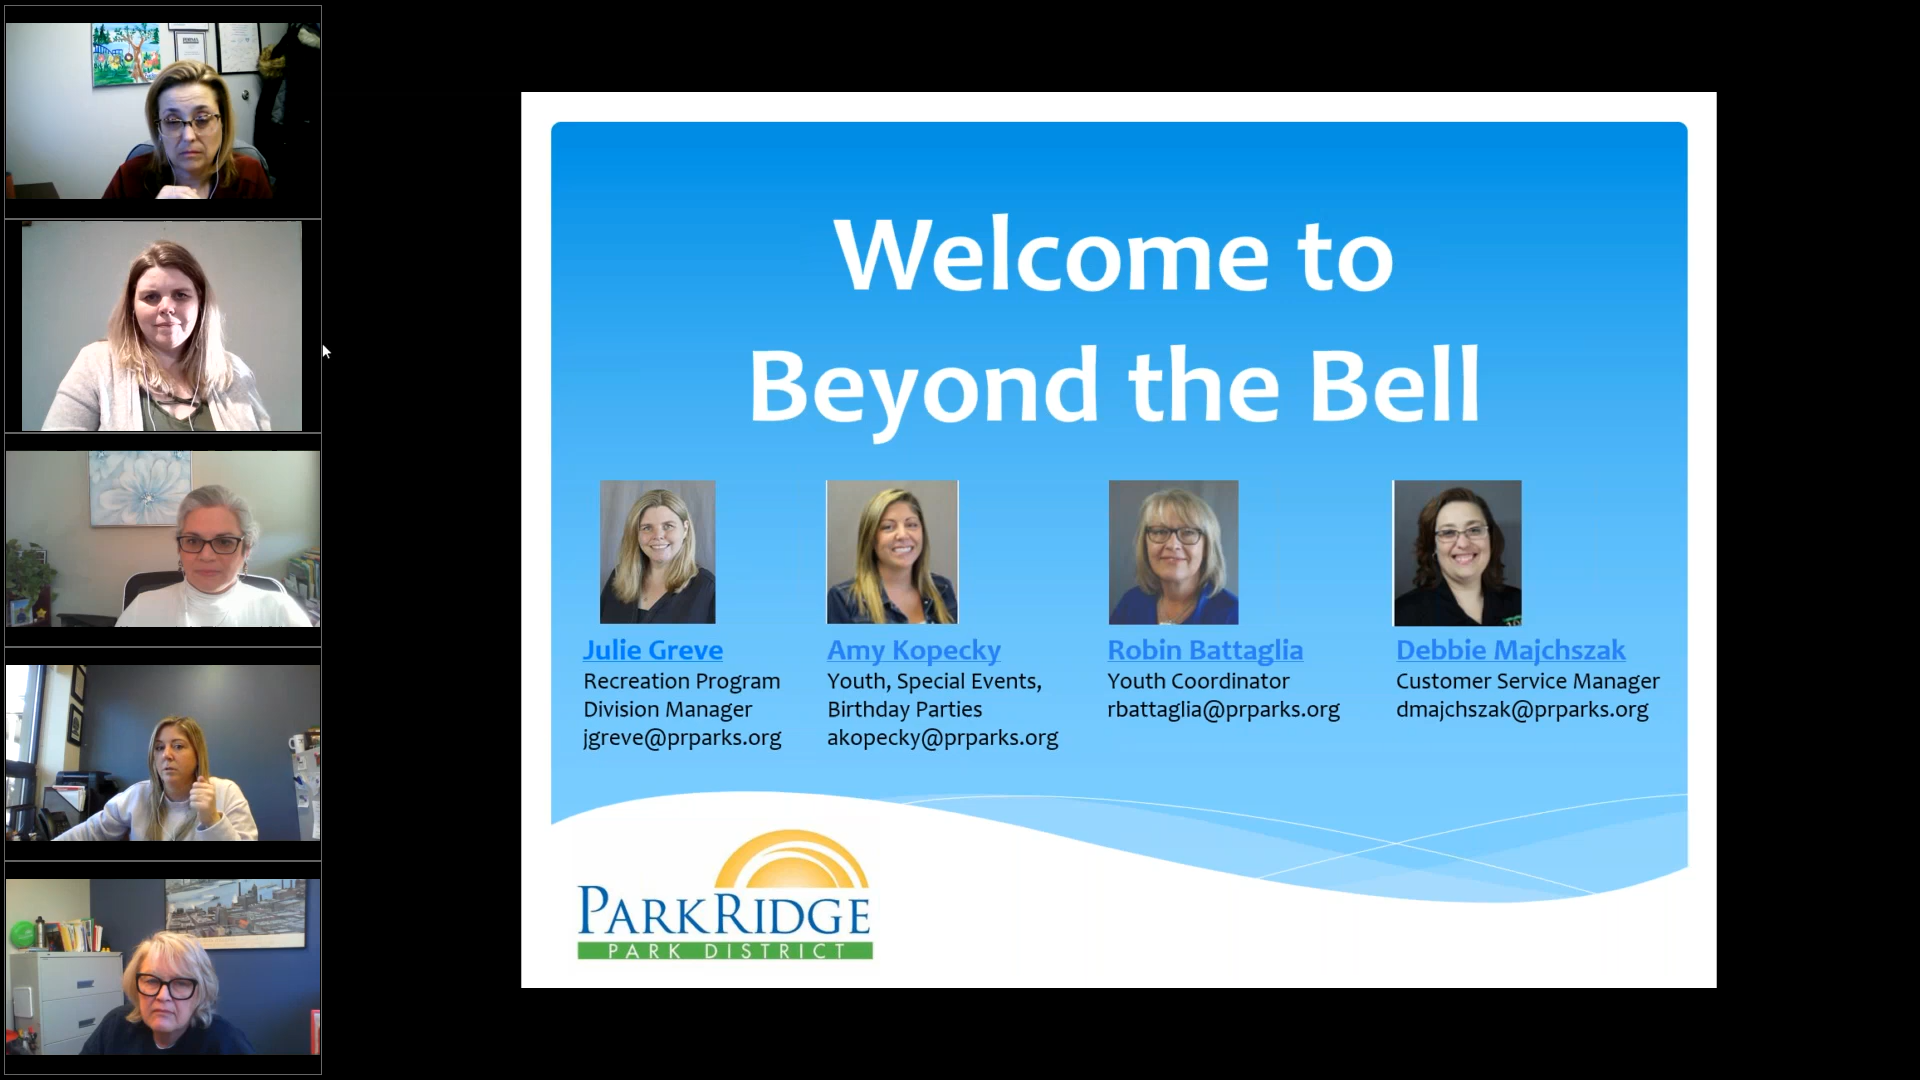 Welcome to
Beyond the Bell
Julie Greve
Recreation Program
Division Manager
jgreve@prparks.org
Amy Kopecky
Youth, Special Events,
Birthday Parties
akopecky@prparks.org
Robin Battaglia
Youth Coordinator
rbattaglia@prparks.org
Debbie Majchszak
Customer Service Manager
dmajchszak@prparks.org
PARKRIDGE
PARK DISTRICT